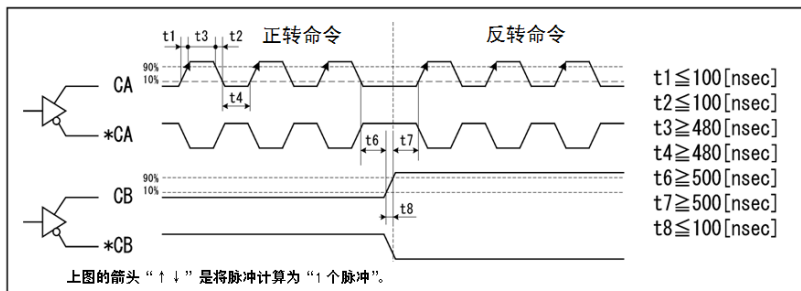 t1 t3 t2 正转命令 反转命令
90%
10%
CA
t4
*CA
t6 t7
90%
10%
CB
t8
*CB
t1≦100[nsec]
t2≦100[nsec]
t3≧480[nsec]
t4≧480[nsec]
t6≧500[nsec]
t7≧500[nsec]
t8≦100[nsec]
上图的箭头“↑↓”是将脉冲计算为“1个脉冲”。